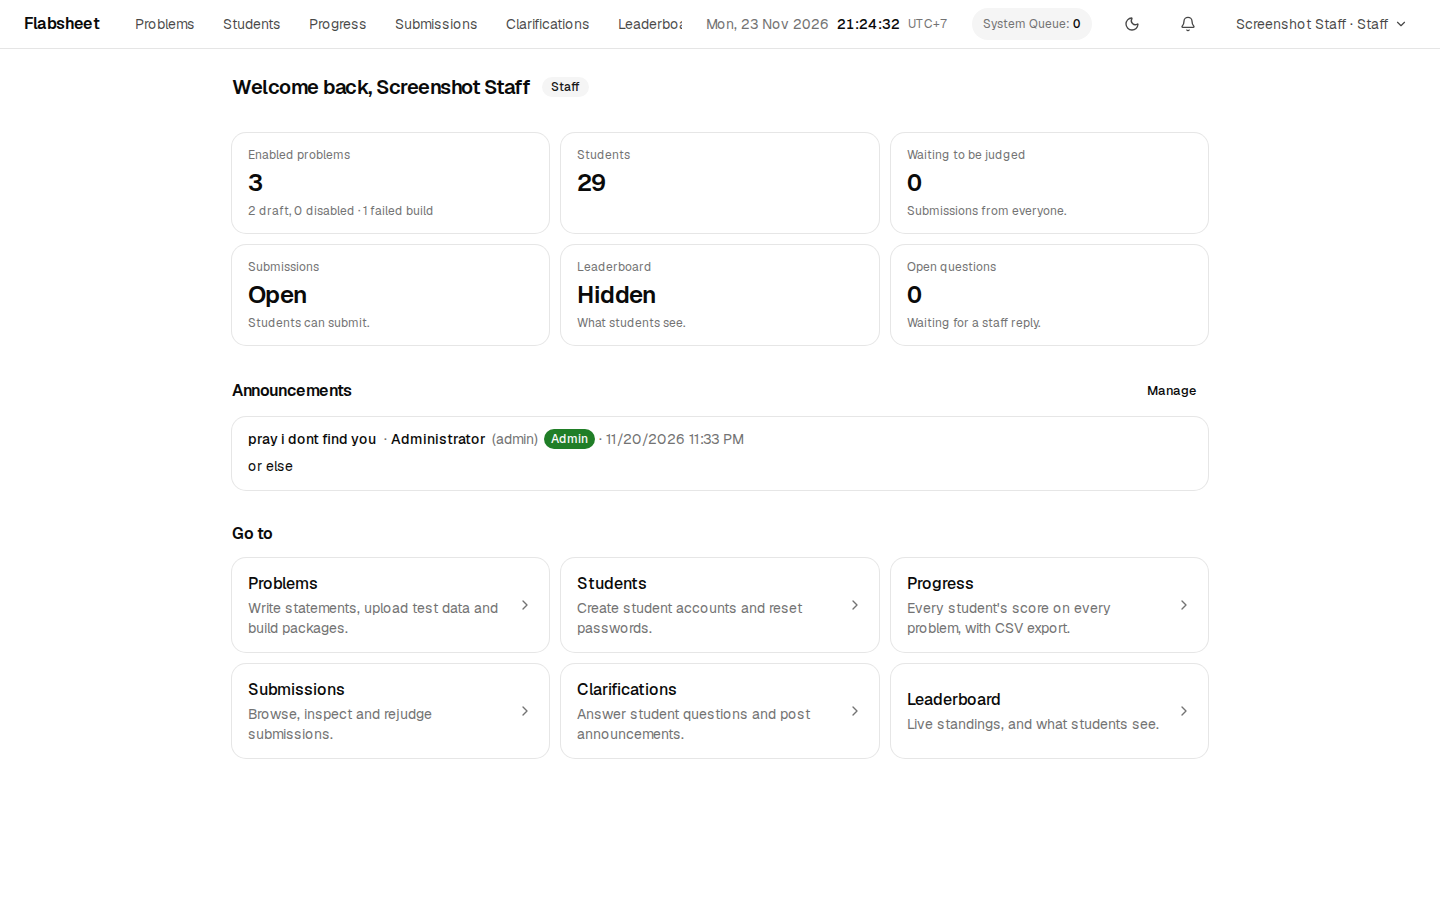 Flabsheet Problems Students Progress Submissions Clarifications Leaderbo Mon, 23 Nov 2026 21:24:32 UTC+7 System Queue: 0 Screenshot Staff · Staff
Welcome back, Screenshot Staff Staff
Enabled problems
3
2 draft, 0 disabled · 1 failed build
Students
29
Waiting to be judged
0
Submissions from everyone.
Submissions
Open
Students can submit.
Leaderboard
Hidden
What students see.
Open questions
0
Waiting for a staff reply.
Announcements Manage
pray i dont find you · Administrator (admin) Admin · 11/20/2026 11:33 PM
or else
Go to
Problems
Write statements, upload test data and
build packages.
Students
Create student accounts and reset
passwords.
Progress
Every student's score on every
problem, with CSV export.
Submissions
Browse, inspect and rejudge
submissions.
Clarifications
Answer student questions and post
announcements.
Leaderboard
Live standings, and what students see.